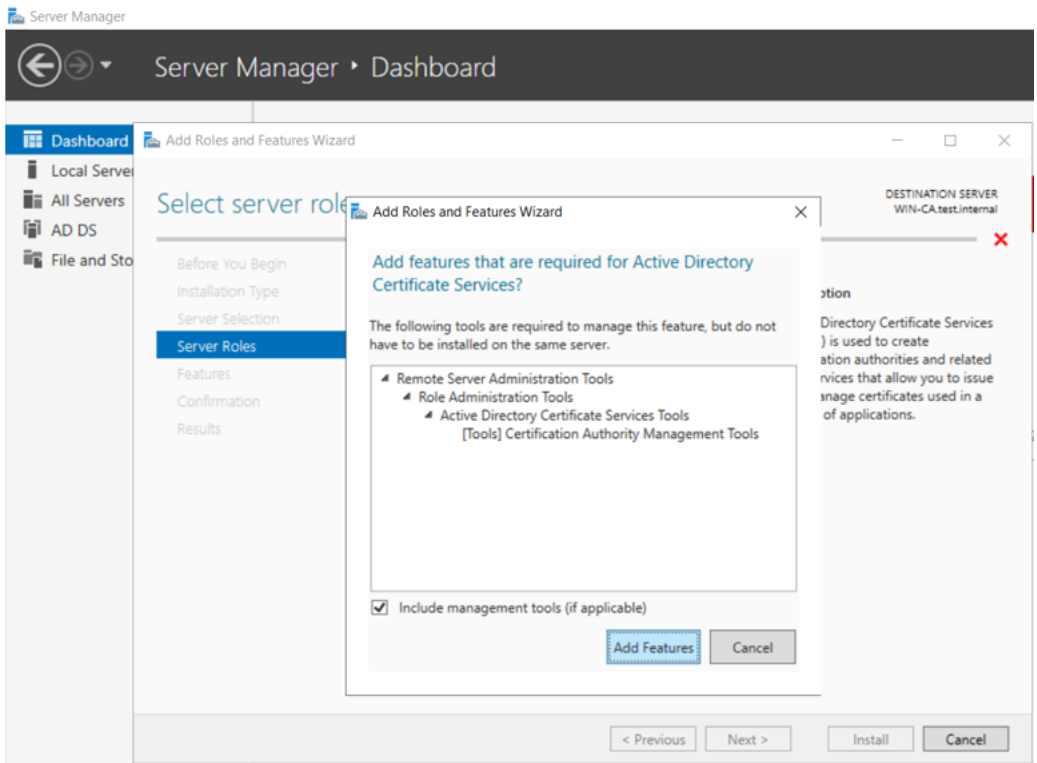 Server Manager
Server Manager • Dashboard
Dashboard
Local Server
All Servers
AD DS
File and Sto
Add Roles and Features Wizard
Select server role
DESTINATION SERVER
WIN-CA.test.internal
Before You Begin
Installation Type
Server Selection
Server Roles
Features
Confirmation
Results
Add Roles and Features Wizard
Add features that are required for Active Directory
Certificate Services?
The following tools are required to manage this feature, but do not
have to be installed on the same server.
Remote Server Administration Tools
Role Administration Tools
Active Directory Certificate Services Tools
[Tools] Certification Authority Management Tools
Include management tools (if applicable)
Add Features
Cancel
ption
Directory Certificate Services
) is used to create
ation authorities and related
rvices that allow you to issue
anage certificates used in a
of applications.
< Previous
Next >
Install
Cancel